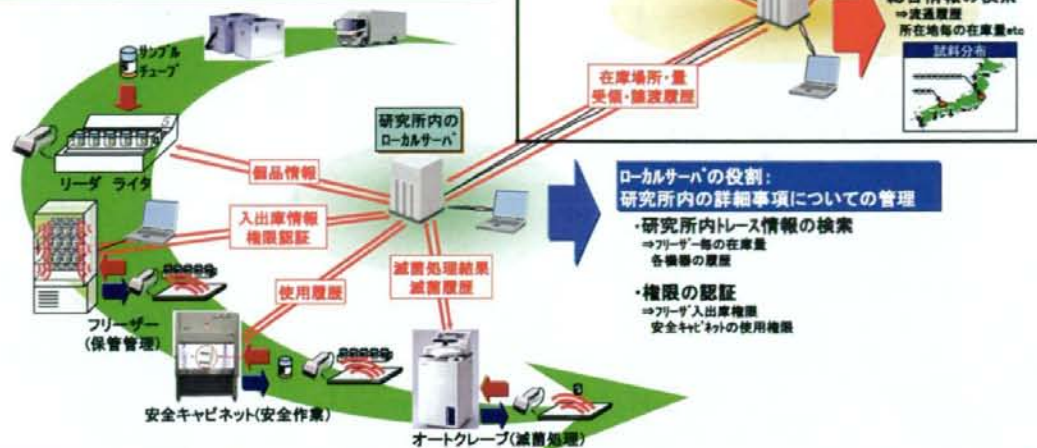 ⇒流通履歴
所在地毎の在庫量etc
試料分布
サンプル
チューブ
在庫場所・量
受領・譲渡履歴
研究所内の
ローカルサーバ
リーダ ライタ
個品情報
ローカルサーバの役割:
研究所内の詳細事項についての管理
入出庫情報
権限認証
・研究所内トレース情報の検索
⇒フリーザー毎の在庫量
各機器の履歴
滅菌処理結果
滅菌履歴
使用履歴
・権限の認証
⇒フリーザ入出庫権限
安全キャビネットの使用権限
フリーザー
(保管管理)
安全キャビネット(安全作業)
オートクレーブ(滅菌処理)